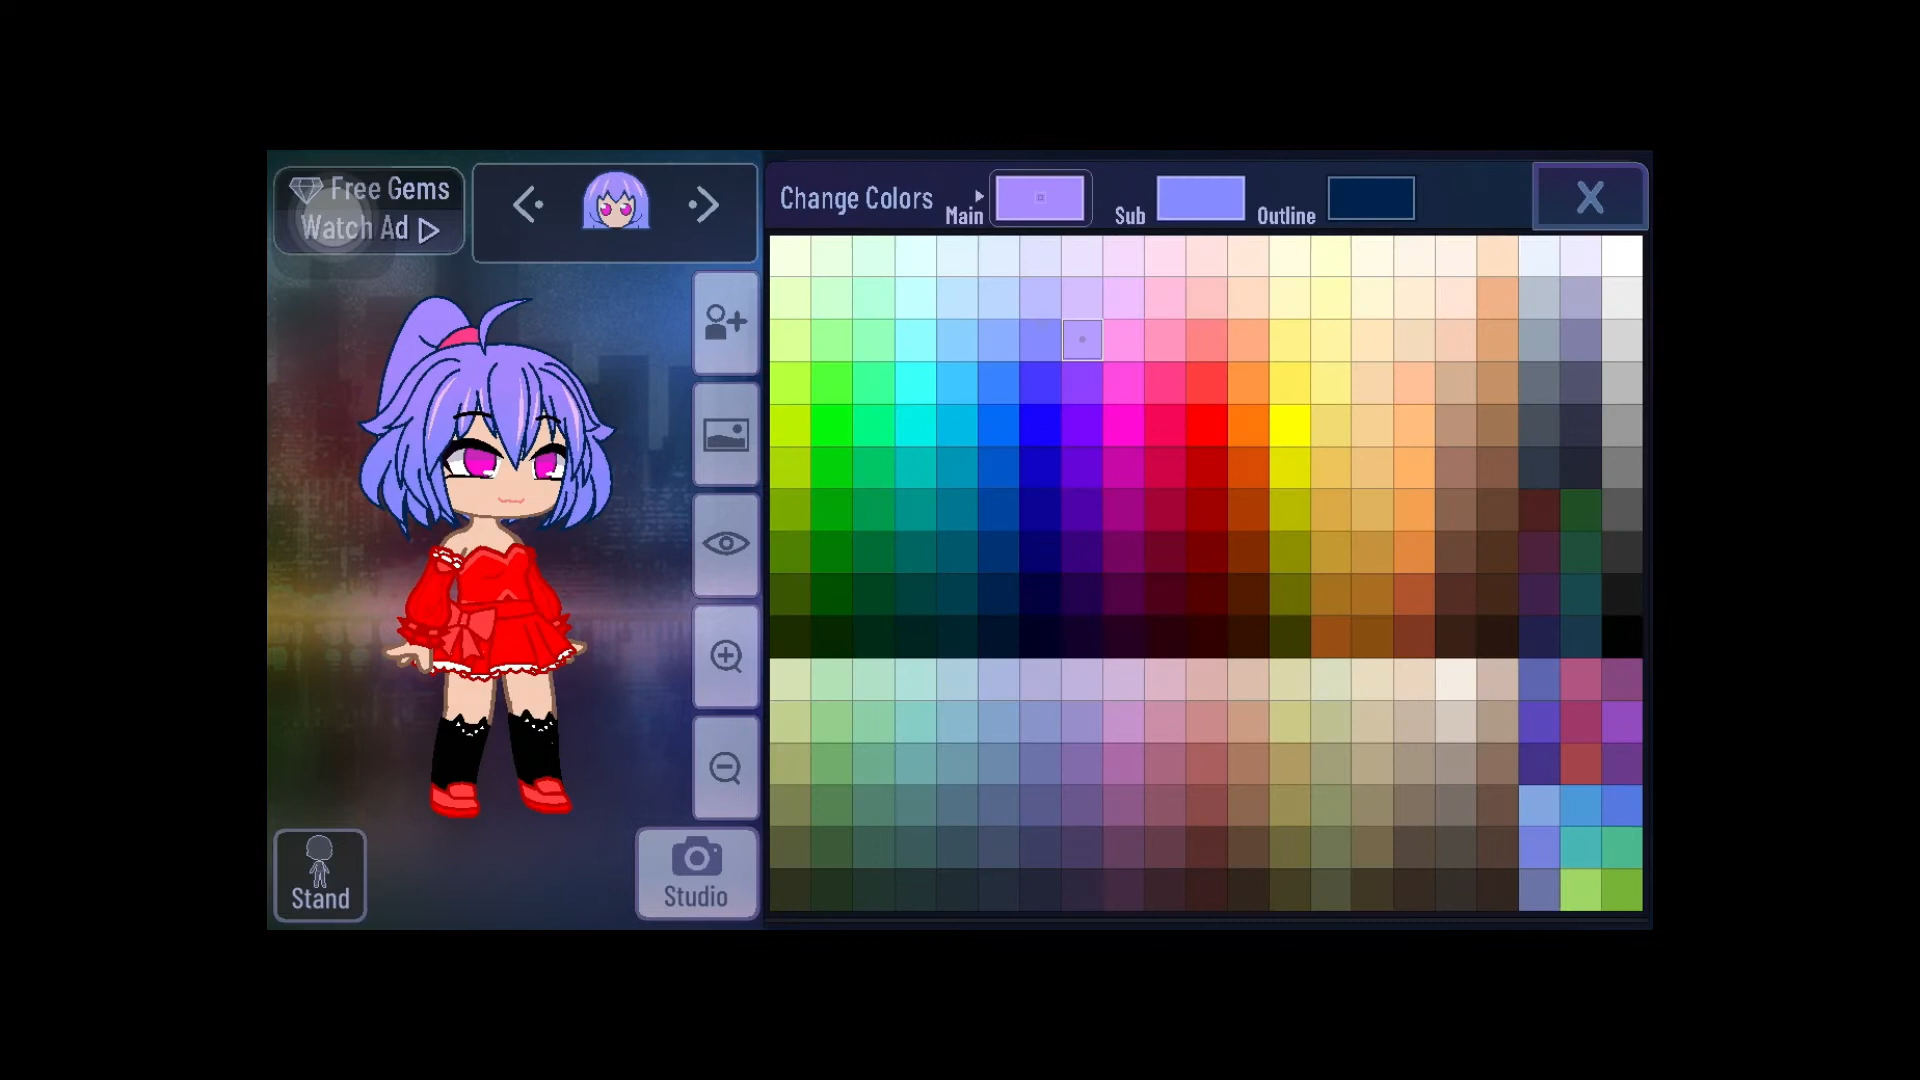 Free Gems
Watch Ad
Change Colors
Main
Sub
Outline
X
Stand
Studio